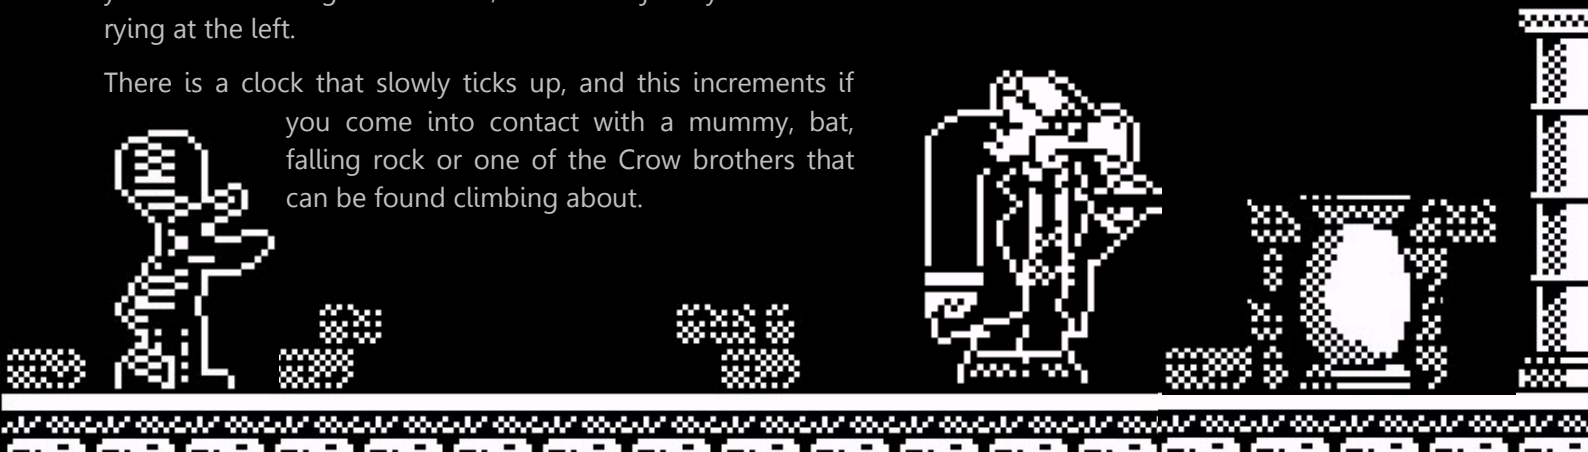 rying at the left.
There is a clock that slowly ticks up, and this increments if
you come into contact with a mummy, bat,
falling rock or one of the Crow brothers that
can be found climbing about.